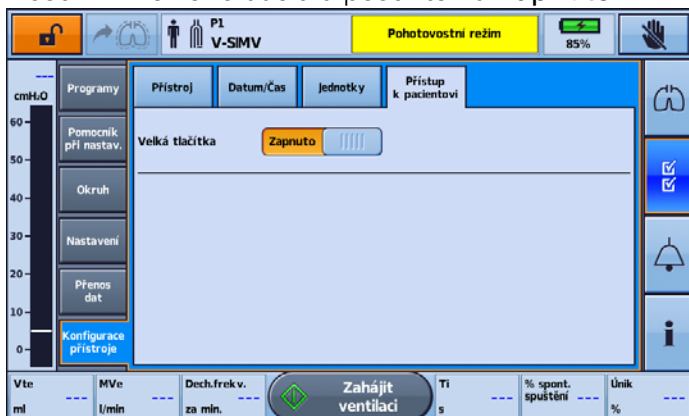 P1
V-SIMV
Pohotovostní režim
85%
---
cmH₂O
60
50
40
30
20
10
0
Programy
Pomocník
při nastav.
Okruh
Nastavení
Přenos
dat
Konfigurace
přístroje
Přístroj
Datum/Čas
Jednotky
Přístup
k pacientovi
Velká tlačítka
Zapnuto
Vte
---
ml
MVe
---
l/min
Dech.frekv.
---
za min.
Zahájit
ventilaci
Ti
---
s
% spont.
spuštění
---
Únik
---
%